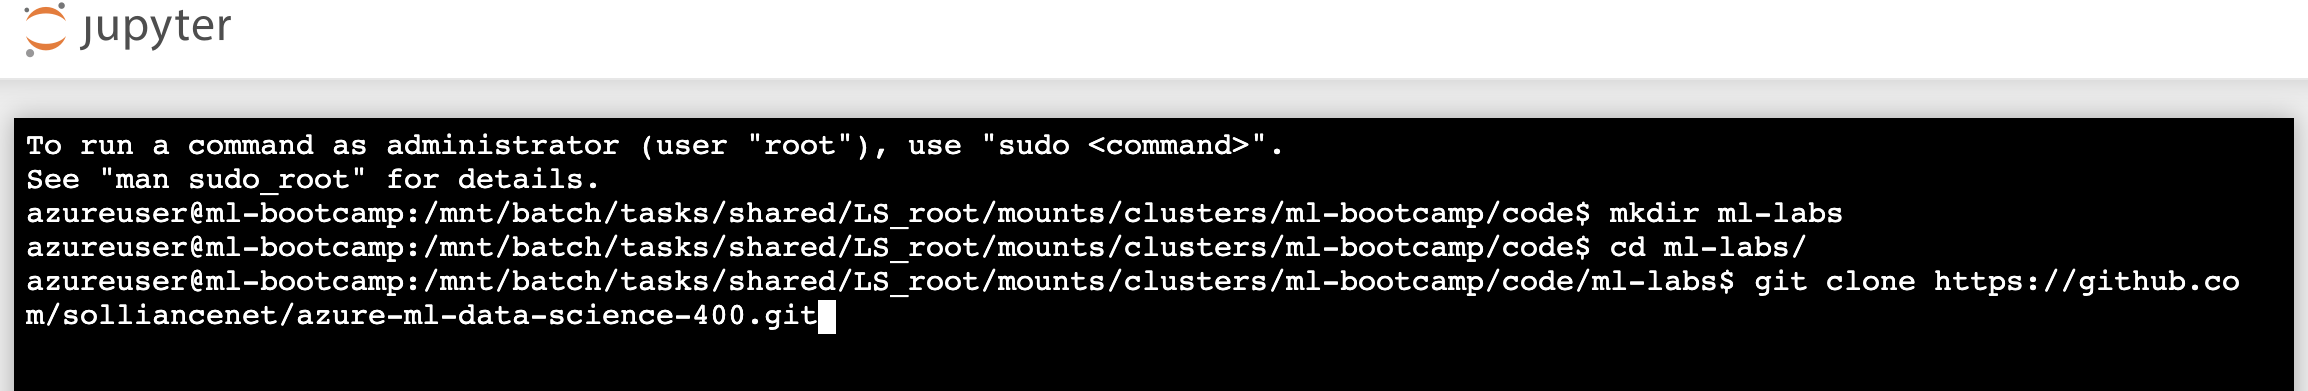 jupyter
To run a command as administrator (user "root"), use "sudo <command>".
See "man sudo_root" for details.
azureuser@ml-bootcamp:/mnt/batch/tasks/shared/LS_root/mounts/clusters/ml-bootcamp/code$ mkdir ml-labs
azureuser@ml-bootcamp:/mnt/batch/tasks/shared/LS_root/mounts/clusters/ml-bootcamp/code$ cd ml-labs/
azureuser@ml-bootcamp:/mnt/batch/tasks/shared/LS_root/mounts/clusters/ml-bootcamp/code/ml-labs$ git clone https://github.co
m/solliancenet/azure-ml-data-science-400.git